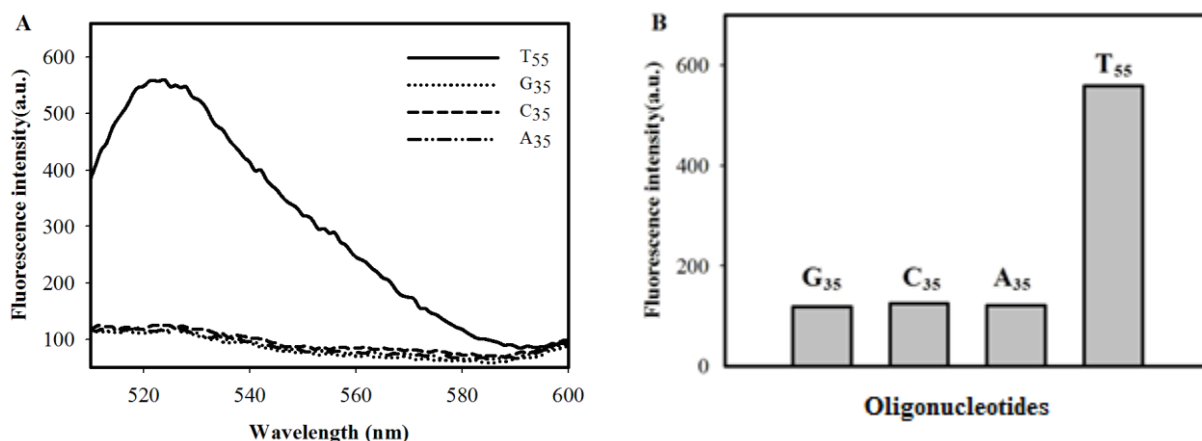 A
Fluorescence intensity(a.u.)
600
500
400
300
200
100
520
540
560
580
600
Wavelength (nm)
T₅₅
G₃₅
C₃₅
A₃₅
B
Fluorescence intensity(a.u.)
600
400
200
0
G₃₅
C₃₅
A₃₅
T₅₅
Oligonucleotides